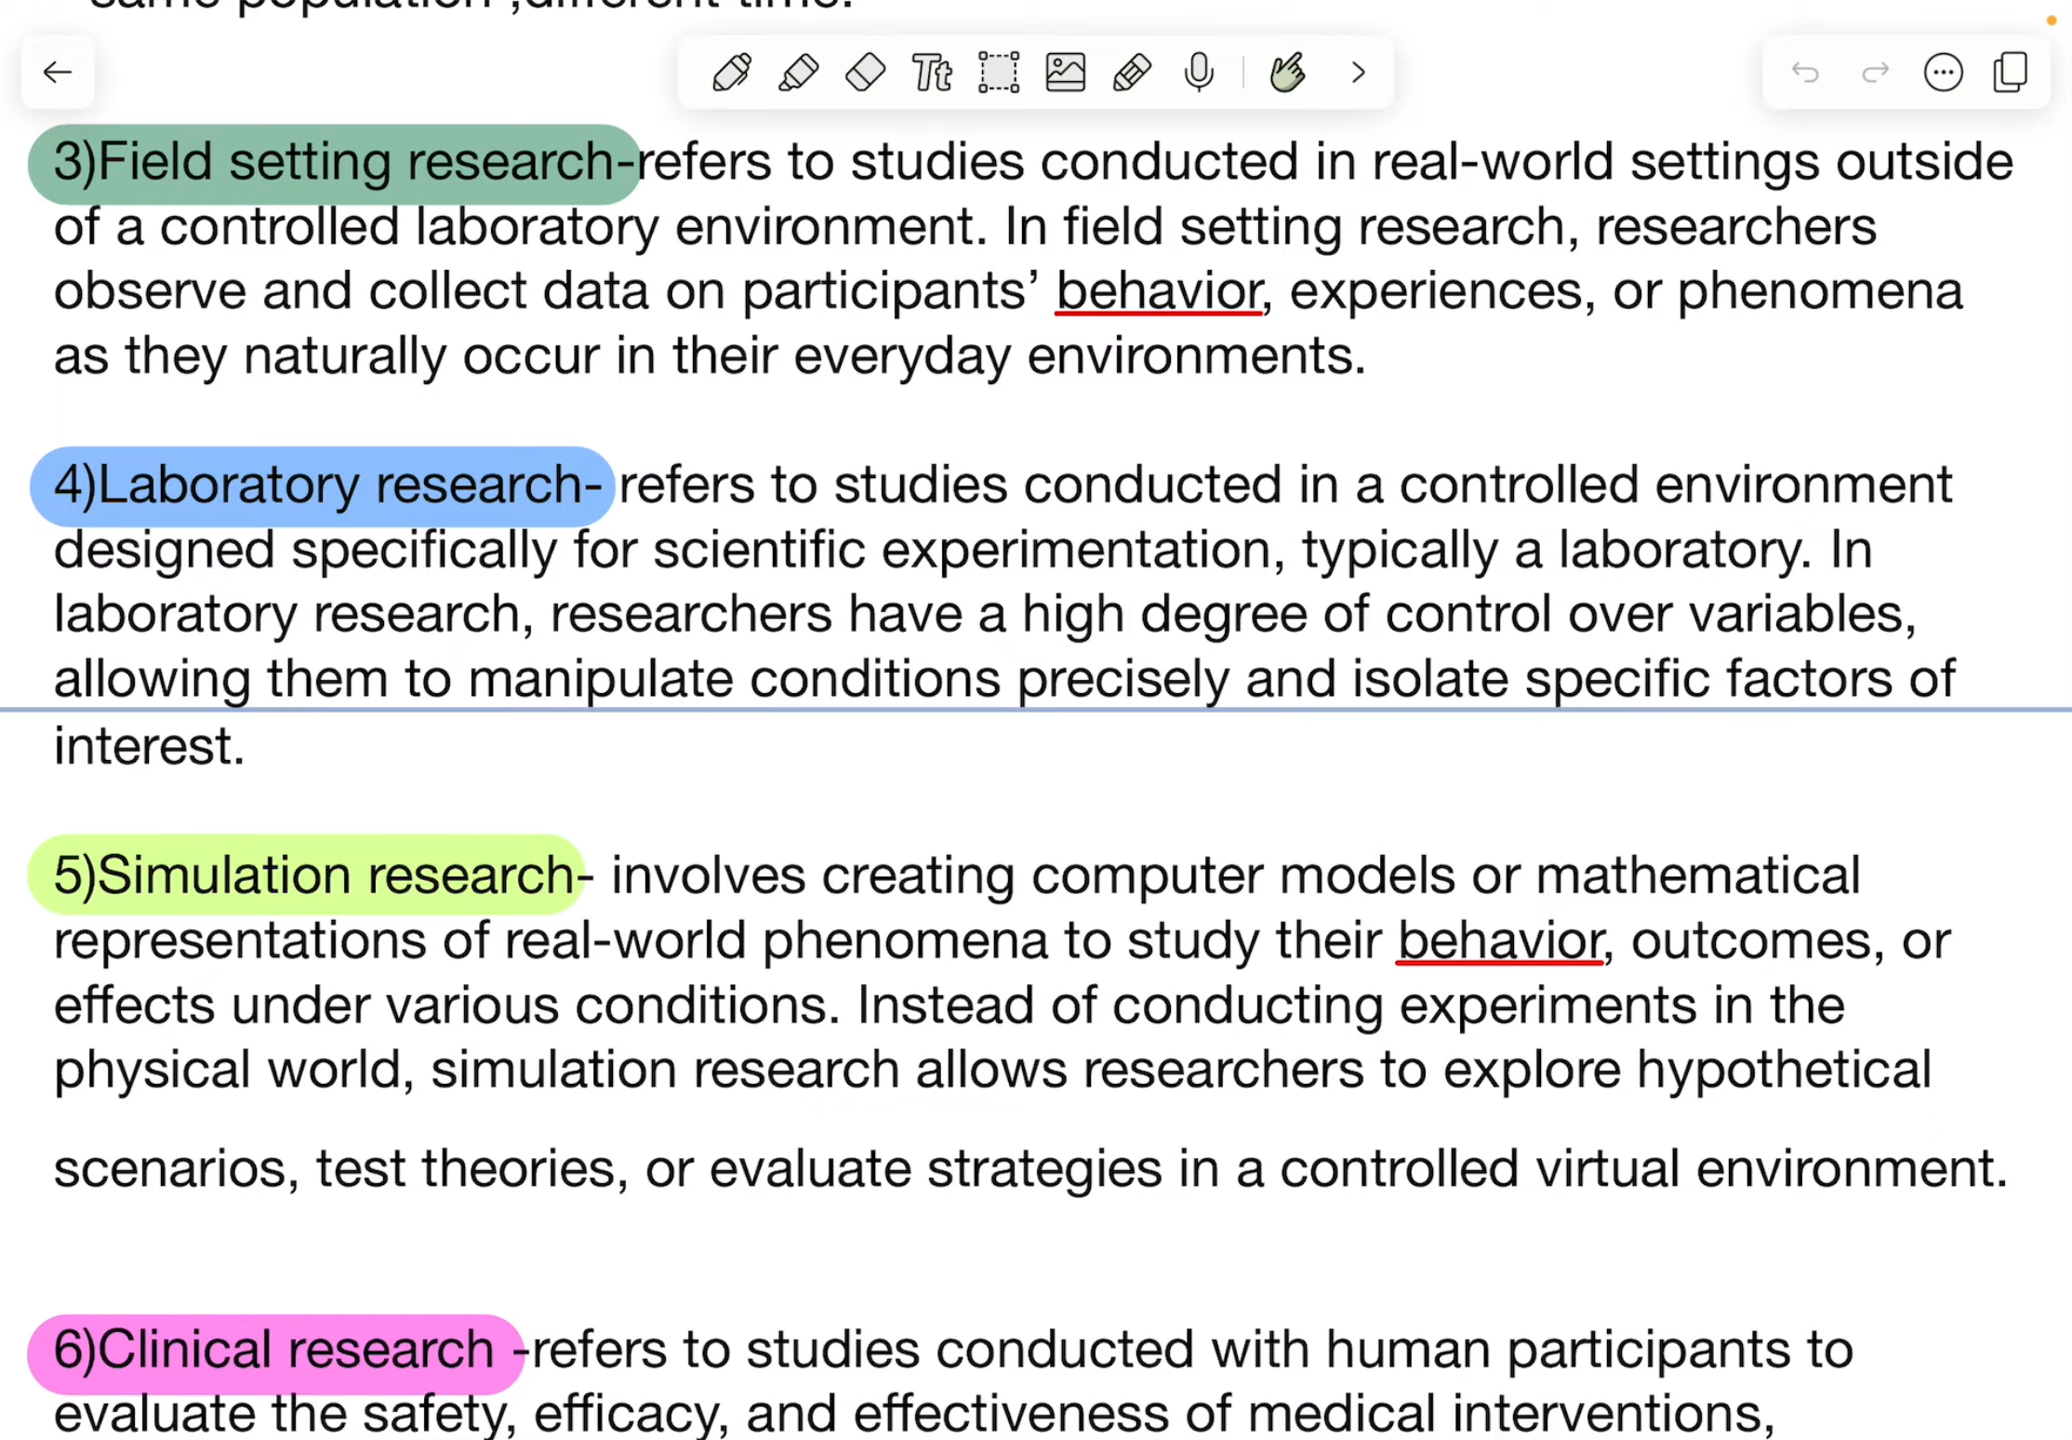 same population ,different time.
Tt
3)Field setting research-refers to studies conducted in real-world settings outside
of a controlled laboratory environment. In field setting research, researchers
observe and collect data on participants’ behavior, experiences, or phenomena
as they naturally occur in their everyday environments.
4)Laboratory research- refers to studies conducted in a controlled environment
designed specifically for scientific experimentation, typically a laboratory. In
laboratory research, researchers have a high degree of control over variables,
allowing them to manipulate conditions precisely and isolate specific factors of
interest.
5)Simulation research- involves creating computer models or mathematical
representations of real-world phenomena to study their behavior, outcomes, or
effects under various conditions. Instead of conducting experiments in the
physical world, simulation research allows researchers to explore hypothetical
scenarios, test theories, or evaluate strategies in a controlled virtual environment.
6)Clinical research -refers to studies conducted with human participants to
evaluate the safety, efficacy, and effectiveness of medical interventions,